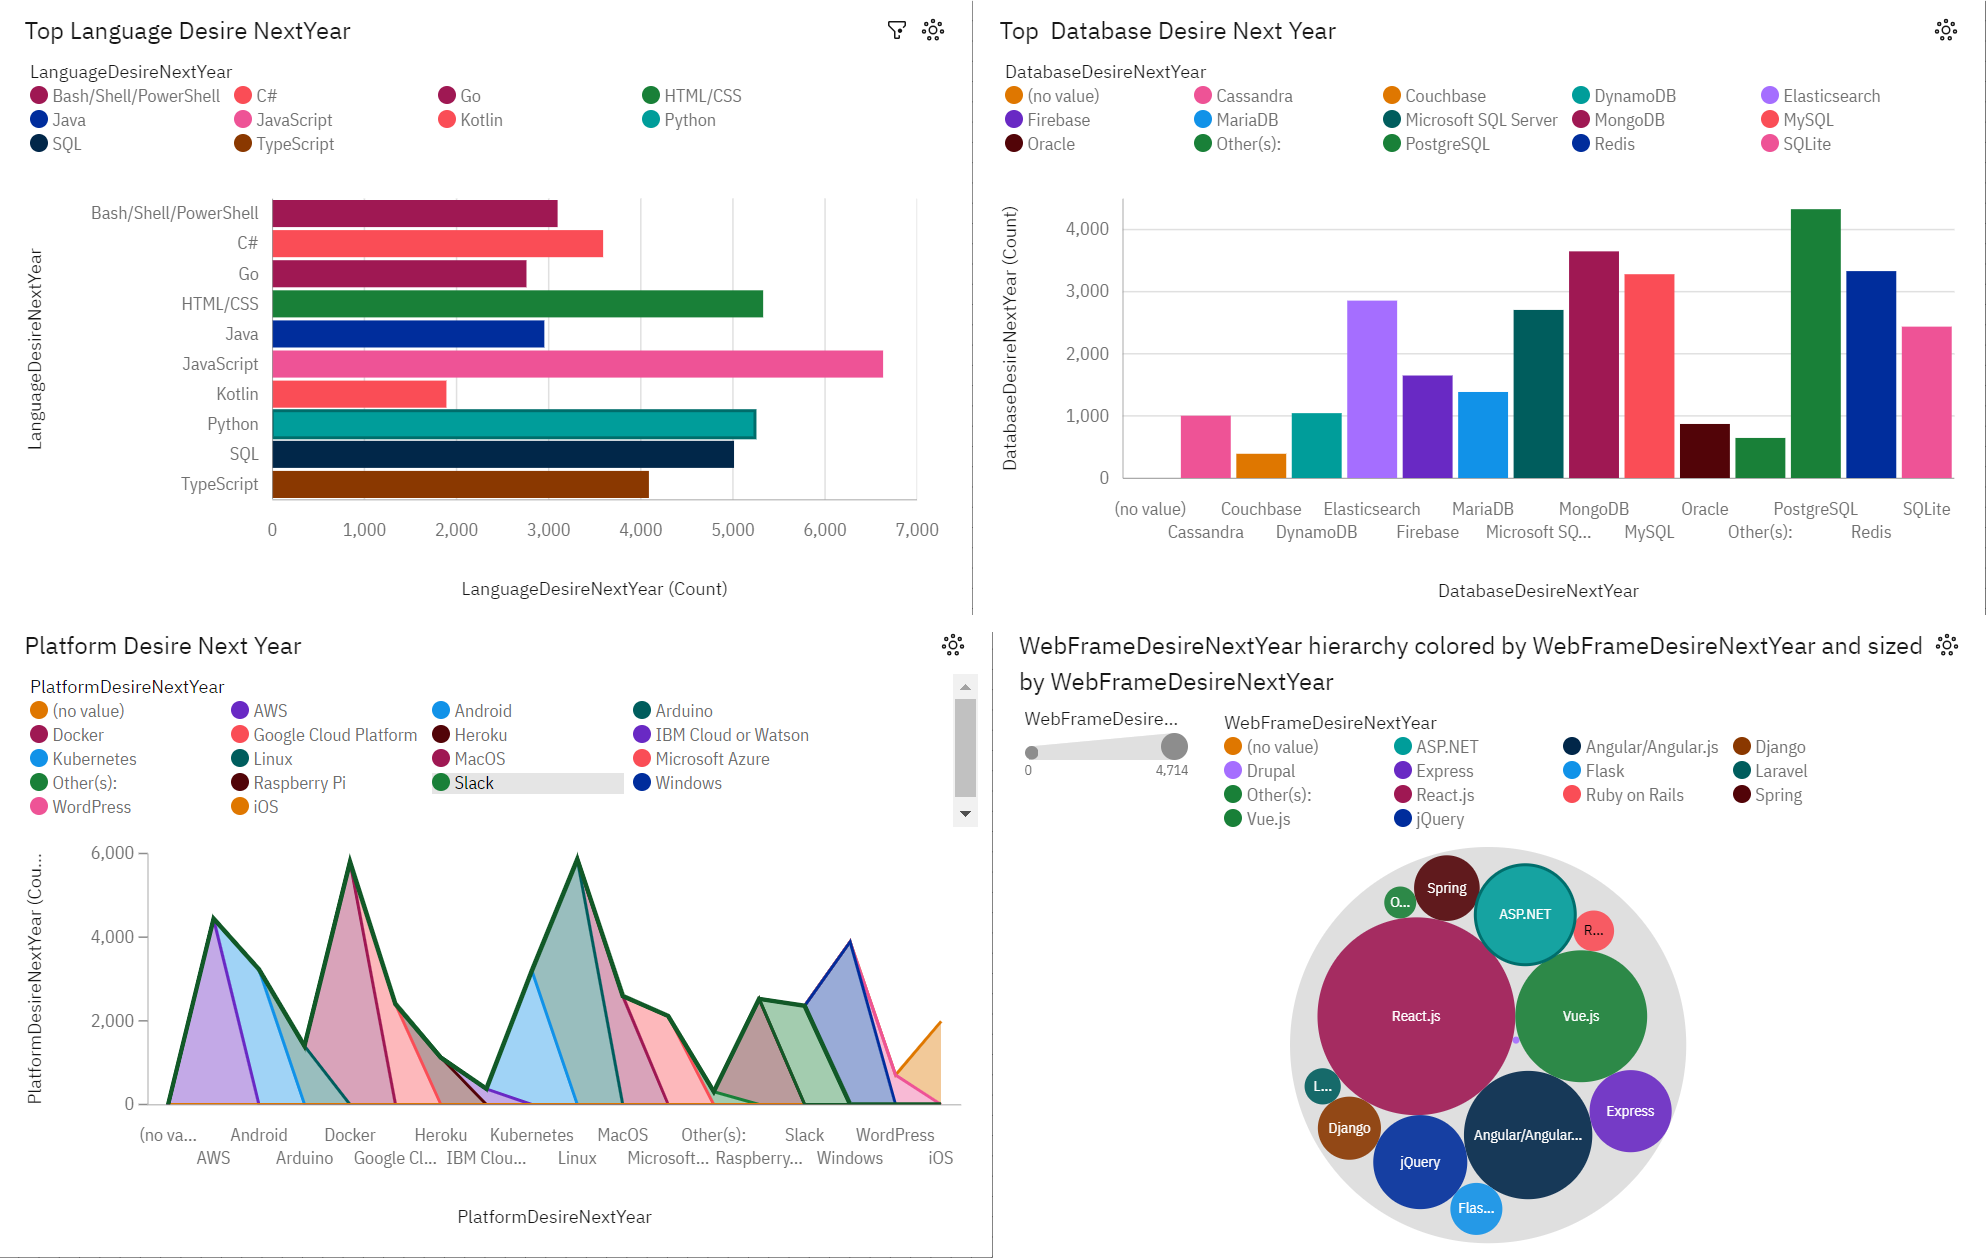 Top Language Desire NextYear
LanguageDesireNextYear
Bash/Shell/PowerShell C# Go HTML/CSS
Java JavaScript Kotlin Python
SQL TypeScript
LanguageDesireNextYear
Bash/Shell/PowerShell
C#
Go
HTML/CSS
Java
JavaScript
Kotlin
Python
SQL
TypeScript
0 1,000 2,000 3,000 4,000 5,000 6,000 7,000
LanguageDesireNextYear (Count)
Top Database Desire Next Year
DatabaseDesireNextYear
(no value) Cassandra Couchbase DynamoDB Elasticsearch
Firebase MariaDB Microsoft SQL Server MongoDB MySQL
Oracle Other(s): PostgreSQL Redis SQLite
DatabaseDesireNextYear (Count)
4,000
3,000
2,000
1,000
0
(no value) Couchbase Elasticsearch MariaDB MongoDB Oracle PostgreSQL SQLite
Cassandra DynamoDB Firebase Microsoft SQ... MySQL Other(s): Redis
DatabaseDesireNextYear
Platform Desire Next Year
PlatformDesireNextYear
(no value) AWS Android Arduino
Docker Google Cloud Platform Heroku IBM Cloud or Watson
Kubernetes Linux MacOS Microsoft Azure
Other(s): Raspberry Pi Slack Windows
WordPress iOS
PlatformDesireNextYear (Cou...
6,000
4,000
2,000
0
(no va... Android Docker Heroku Kubernetes MacOS Other(s): Slack WordPress
AWS Arduino Google Cl... IBM Clou... Linux Microsoft... Raspberry... Windows iOS
PlatformDesireNextYear
WebFrameDesireNextYear hierarchy colored by WebFrameDesireNextYear and sized
by WebFrameDesireNextYear
WebFrameDesire...
0 4,714
WebFrameDesireNextYear
(no value) ASP.NET Angular/Angular.js Django
Drupal Express Flask Laravel
Other(s): React.js Ruby on Rails Spring
Vue.js jQuery
Spring
O...
ASP.NET
R...
React.js
Vue.js
L...
Django
Express
Angular/Angular...
jQuery
Flas...